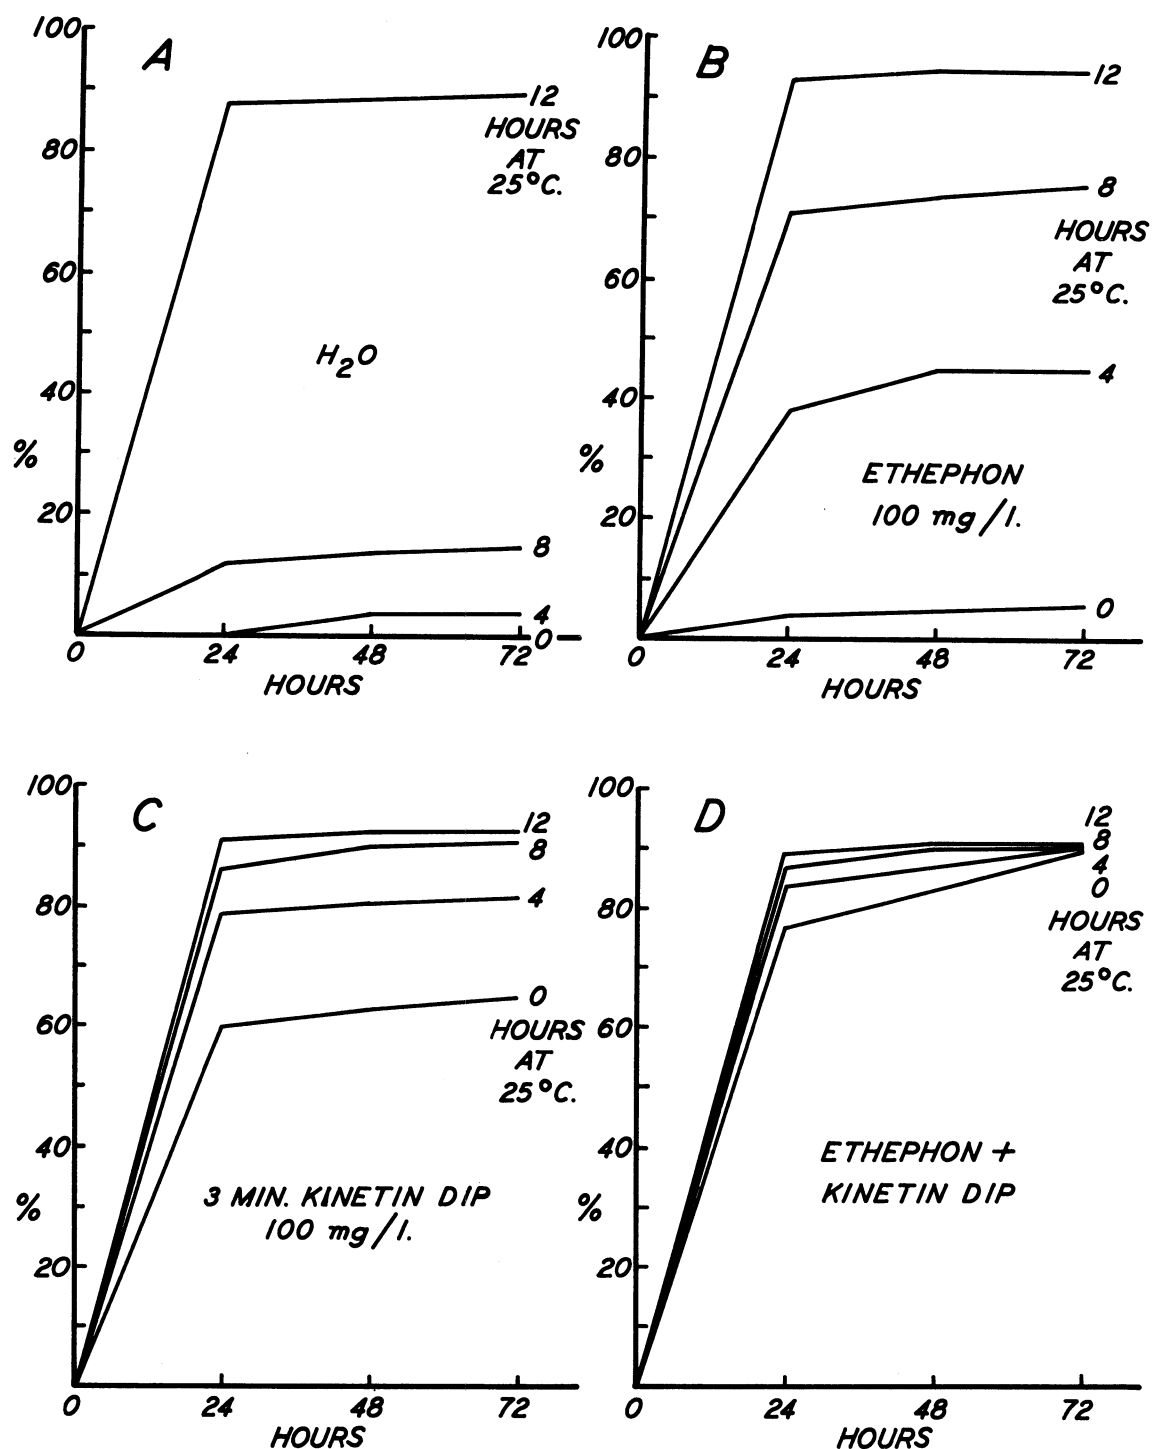 A
100
80
60
40
20
%
H2O
12
HOURS
AT
25°C.
8
4
0
0 24 48 72
HOURS
B
100
80
60
40
20
%
12
8
HOURS
AT
25°C.
4
ETHEPHON
100 mg/l.
0
0 24 48 72
HOURS
C
100
80
60
40
20
%
12
8
4
0
HOURS
AT
25°C.
3 MIN. KINETIN DIP
100 mg/l.
0 24 48 72
HOURS
D
100
80
60
40
20
%
12
8
4
0
HOURS
AT
25°C.
ETHEPHON +
KINETIN DIP
0 24 48 72
HOURS